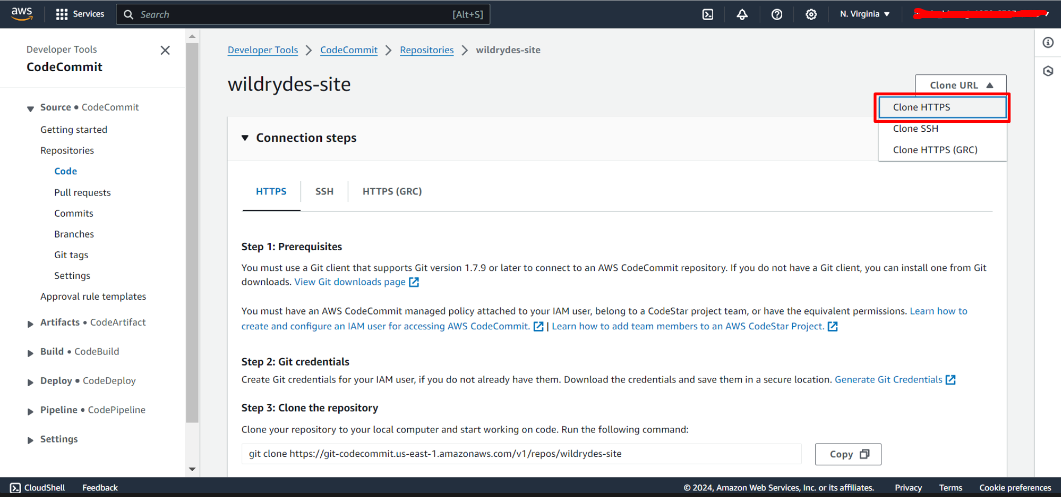 aws Services Search [Alt+S] N. Virginia
Developer Tools
CodeCommit
Source • CodeCommit
Getting started
Repositories
Code
Pull requests
Commits
Branches
Git tags
Settings
Approval rule templates
Artifacts • CodeArtifact
Build • CodeBuild
Deploy • CodeDeploy
Pipeline • CodePipeline
Settings
Developer Tools > CodeCommit > Repositories > wildrydes-site
wildrydes-site
Clone URL
Clone HTTPS
Clone SSH
Clone HTTPS (GRC)
Connection steps
HTTPS SSH HTTPS (GRC)
Step 1: Prerequisites
You must use a Git client that supports Git version 1.7.9 or later to connect to an AWS CodeCommit repository. If you do not have a Git client, you can install one from Git
downloads. View Git downloads page
You must have an AWS CodeCommit managed policy attached to your IAM user, belong to a CodeStar project team, or have the equivalent permissions. Learn how to
create and configure an IAM user for accessing AWS CodeCommit. | Learn how to add team members to an AWS CodeStar Project.
Step 2: Git credentials
Create Git credentials for your IAM user, if you do not already have them. Download the credentials and save them in a secure location. Generate Git Credentials
Step 3: Clone the repository
Clone your repository to your local computer and start working on code. Run the following command:
git clone https://git-codecommit.us-east-1.amazonaws.com/v1/repos/wildrydes-site Copy
CloudShell Feedback © 2024, Amazon Web Services, Inc. or its affiliates. Privacy Terms Cookie preferences